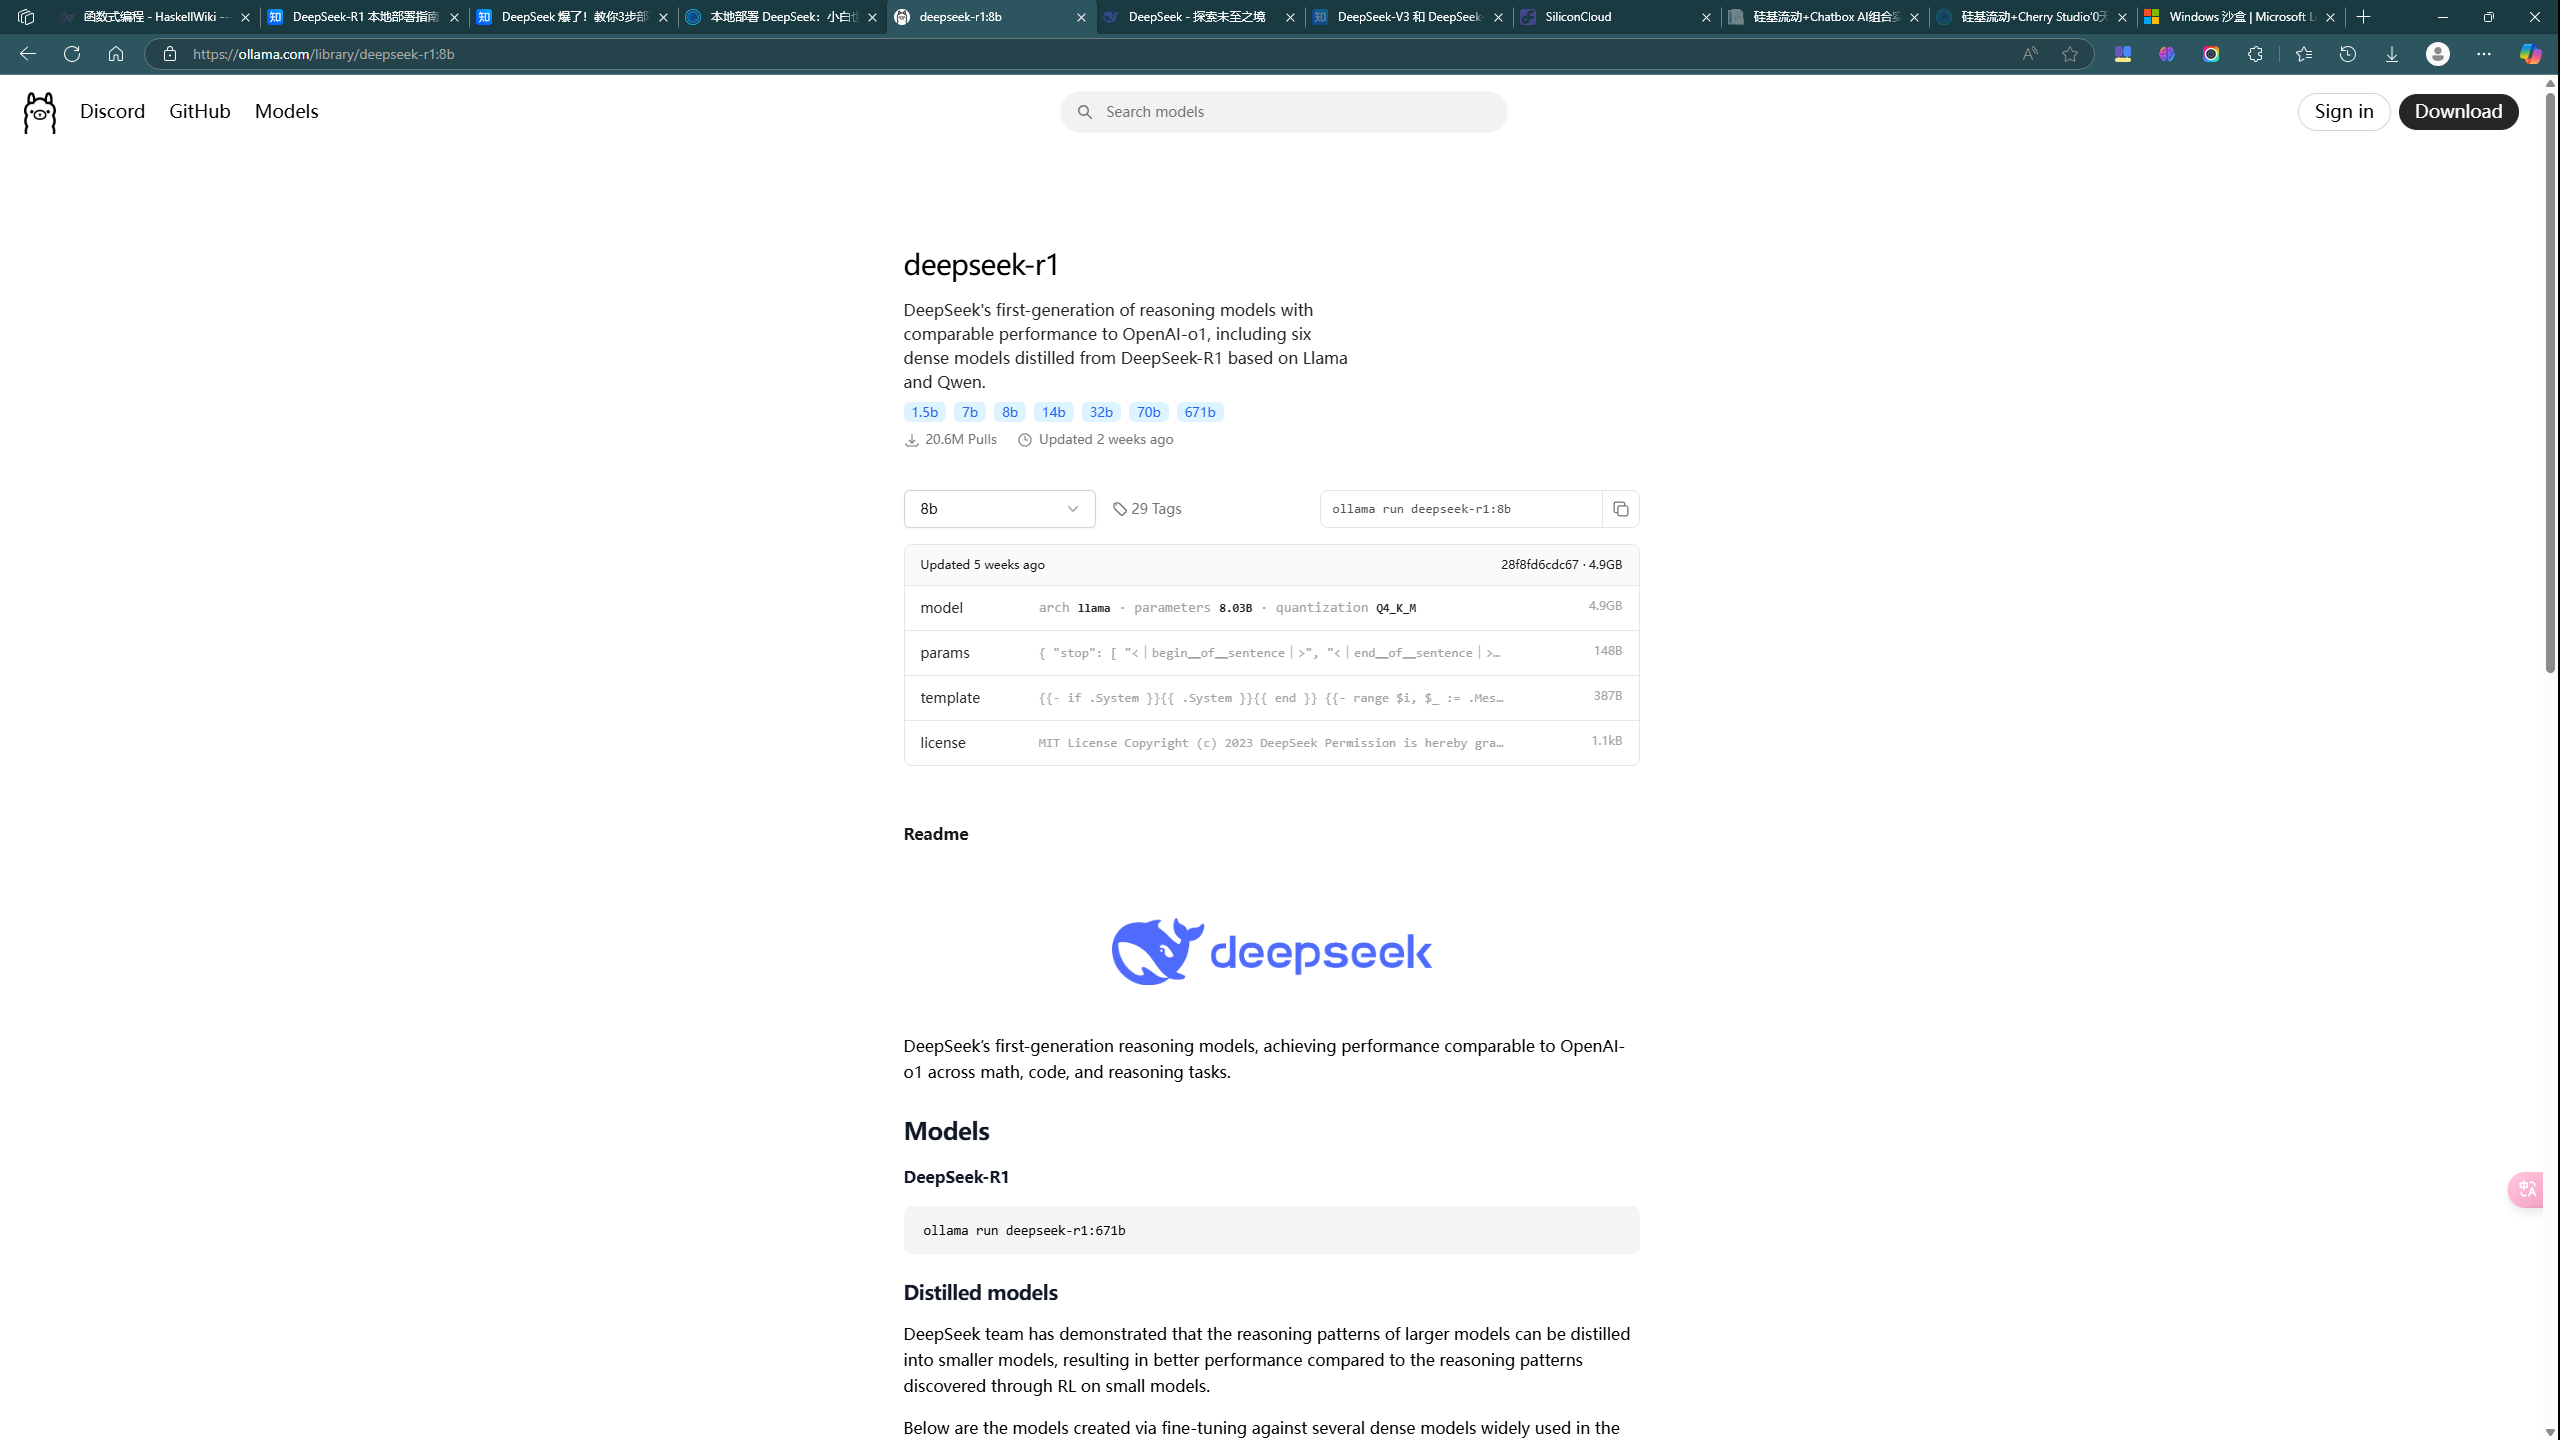 函数式编程 - HaskellWiki --
DeepSeek-R1 本地部署指南
DeepSeek 爆了！教你3步部
本地部署 DeepSeek：小白也
deepseek-r1:8b
DeepSeek - 探索未至之境
DeepSeek-V3 和 DeepSeek-
SiliconCloud
硅基流动+Chatbox AI组合
硅基流动+Cherry Studio'0天
Windows 沙盒 | Microsoft L
https://ollama.com/library/deepseek-r1:8b
Discord
GitHub
Models
Search models
Sign in
Download
deepseek-r1
DeepSeek's first-generation of reasoning models with
comparable performance to OpenAI-o1, including six
dense models distilled from DeepSeek-R1 based on Llama
and Qwen.
1.5b 7b 8b 14b 32b 70b 671b
20.6M Pulls Updated 2 weeks ago
8b
29 Tags
ollama run deepseek-r1:8b
Updated 5 weeks ago
28f8fd6cdc67 · 4.9GB
model arch llama · parameters 8.03B · quantization Q4_K_M 4.9GB
params { "stop": [ "<｜begin▁of▁sentence｜>", "<｜end▁of▁sentence｜>… 148B
template {{- if .System }}{{ .System }}{{ end }} {{- range $i, $_ := .Mes… 387B
license MIT License Copyright (c) 2023 DeepSeek Permission is hereby gra… 1.1kB
Readme
deepseek
DeepSeek’s first-generation reasoning models, achieving performance comparable to OpenAI-
o1 across math, code, and reasoning tasks.
Models
DeepSeek-R1
ollama run deepseek-r1:671b
Distilled models
DeepSeek team has demonstrated that the reasoning patterns of larger models can be distilled
into smaller models, resulting in better performance compared to the reasoning patterns
discovered through RL on small models.
Below are the models created via fine-tuning against several dense models widely used in the